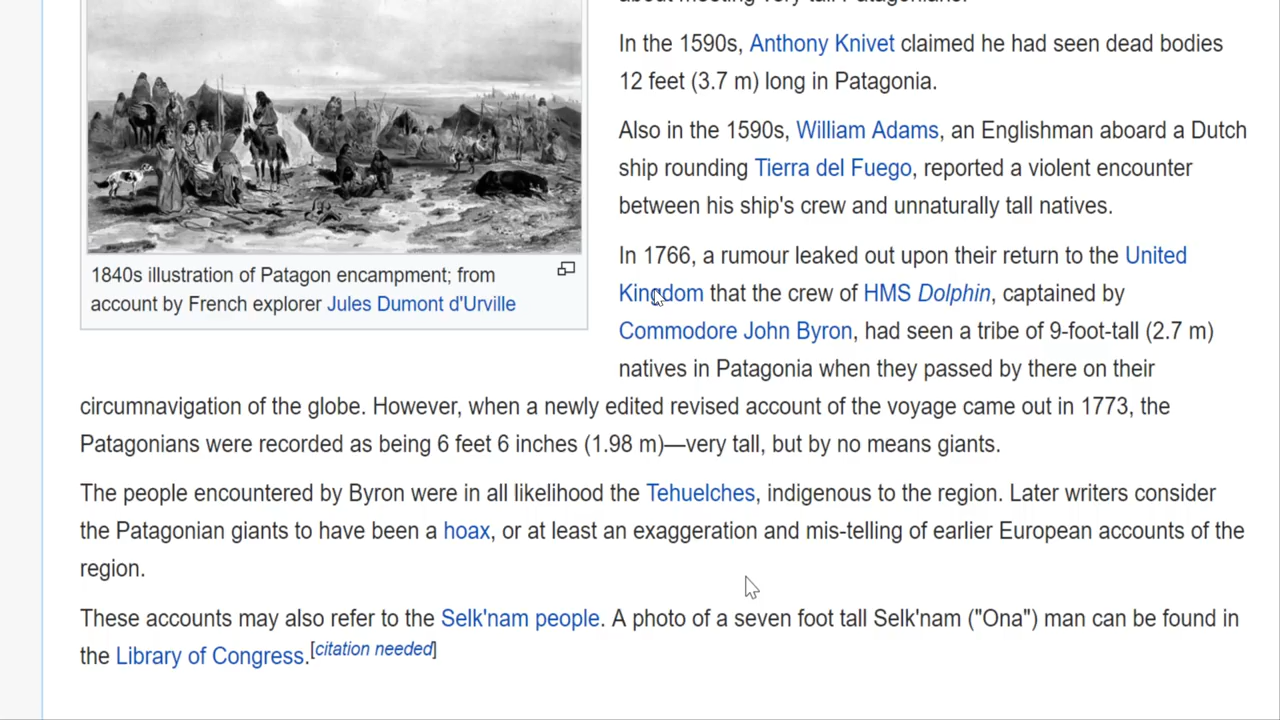 In the 1590s, Anthony Knivet claimed he had seen dead bodies
12 feet (3.7 m) long in Patagonia.
Also in the 1590s, William Adams, an Englishman aboard a Dutch
ship rounding Tierra del Fuego, reported a violent encounter
between his ship's crew and unnaturally tall natives.
In 1766, a rumour leaked out upon their return to the United
Kingdom that the crew of HMS Dolphin, captained by
Commodore John Byron, had seen a tribe of 9-foot-tall (2.7 m)
natives in Patagonia when they passed by there on their
1840s illustration of Patagon encampment; from
account by French explorer Jules Dumont d'Urville
circumnavigation of the globe. However, when a newly edited revised account of the voyage came out in 1773, the
Patagonians were recorded as being 6 feet 6 inches (1.98 m)—very tall, but by no means giants.
The people encountered by Byron were in all likelihood the Tehuelches, indigenous to the region. Later writers consider
the Patagonian giants to have been a hoax, or at least an exaggeration and mis-telling of earlier European accounts of the
region.
These accounts may also refer to the Selk'nam people. A photo of a seven foot tall Selk'nam ("Ona") man can be found in
the Library of Congress.[citation needed]